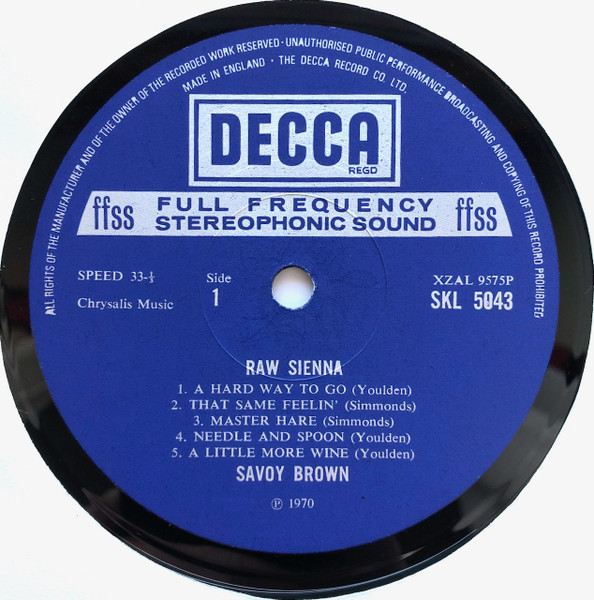 ALL RIGHTS OF THE MANUFACTURER AND OF THE OWNER OF THE RECORDED WORK RESERVED · UNAUTHORISED PUBLIC PERFORMANCE BROADCASTING AND COPYING OF THIS RECORD PROHIBITED
MADE IN ENGLAND · THE DECCA RECORD CO. LTD.
DECCA
REGD
ffss FULL FREQUENCY STEREOPHONIC SOUND ffss
SPEED 33-⅓ Side XZAL 9575P
Chrysalis Music 1 SKL 5043
RAW SIENNA
1. A HARD WAY TO GO (Youlden)
2. THAT SAME FEELIN' (Simmonds)
3. MASTER HARE (Simmonds)
4. NEEDLE AND SPOON (Youlden)
5. A LITTLE MORE WINE (Youlden)
SAVOY BROWN
℗ 1970